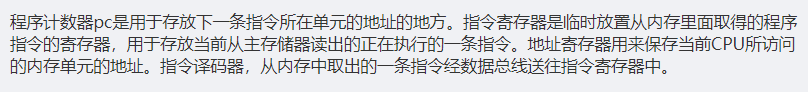 程序计数器pc是用于存放下一条指令所在单元的地址的地方。指令寄存器是临时放置从内存里面取得的程序
指令的寄存器，用于存放当前从主存储器读出的正在执行的一条指令。地址寄存器用来保存当前CPU所访问
的内存单元的地址。指令译码器，从内存中取出的一条指令经数据总线送往指令寄存器中。